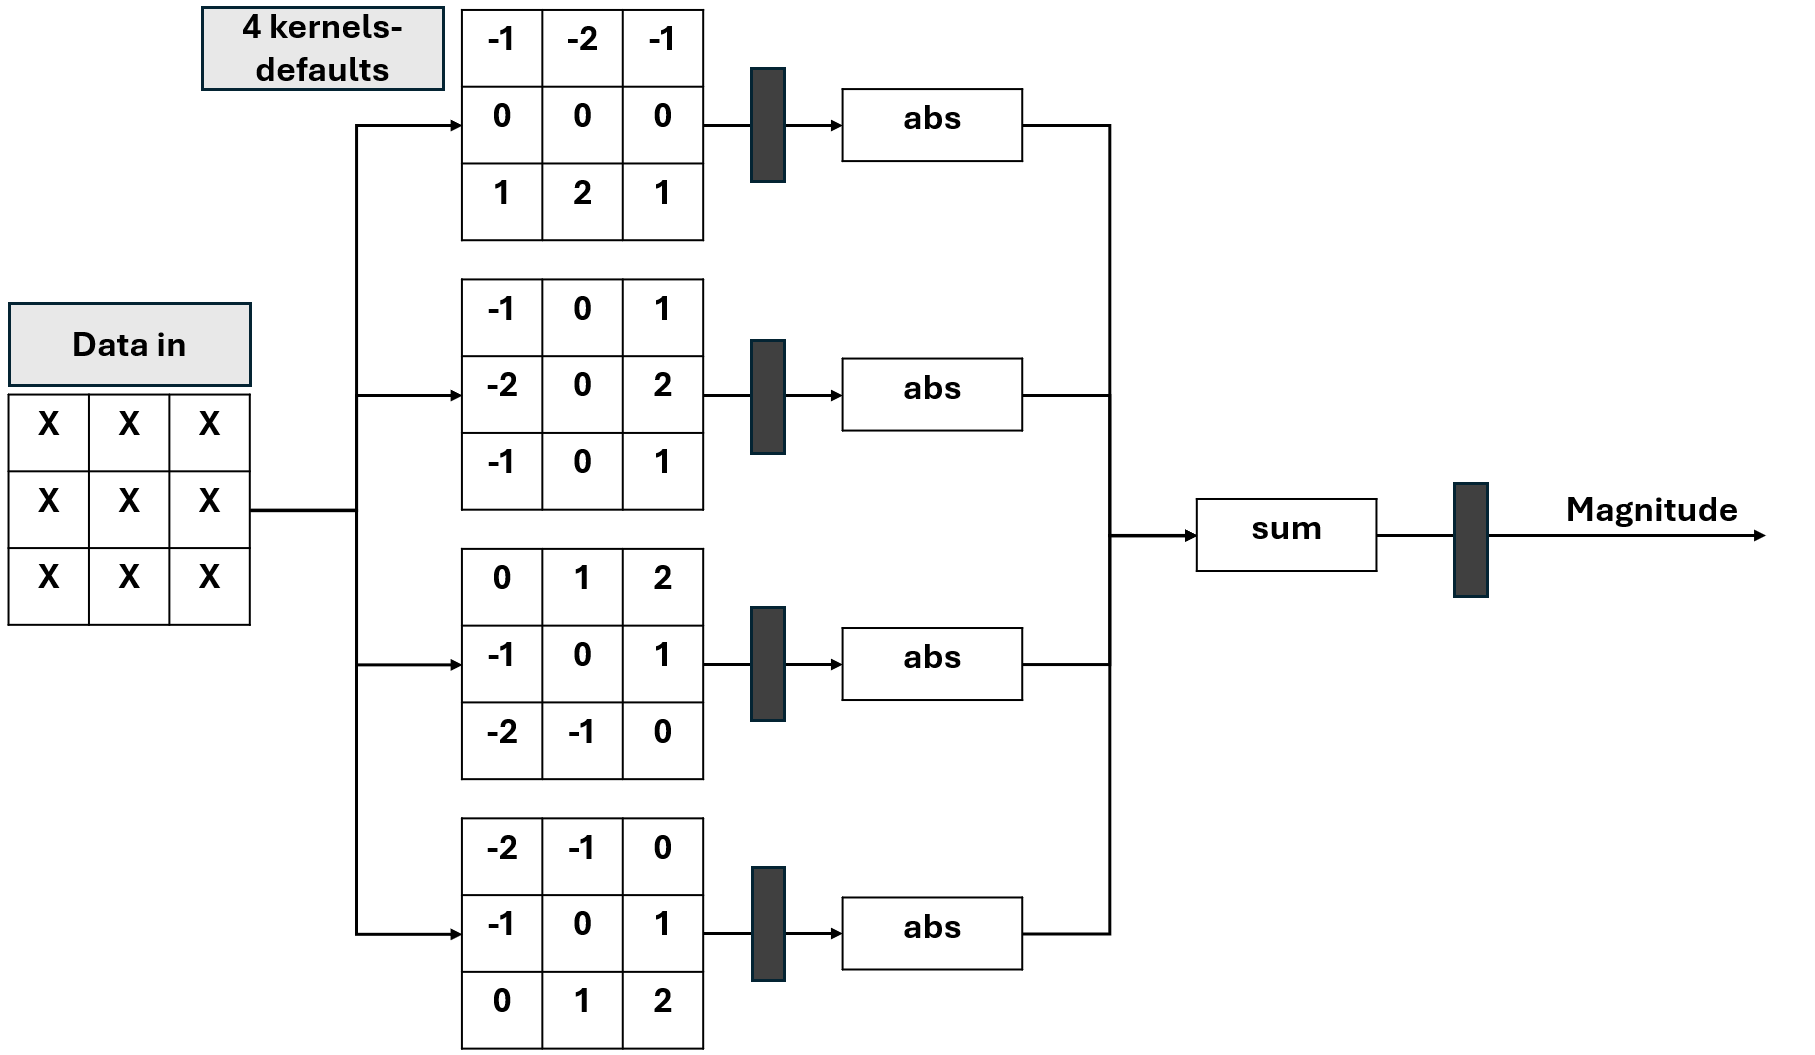 4 kernels-
defaults
-1 -2 -1
0 0 0
1 2 1
abs
Data in
X X X
X X X
X X X
-1 0 1
-2 0 2
-1 0 1
abs
0 1 2
-1 0 1
-2 -1 0
abs
-2 -1 0
-1 0 1
0 1 2
abs
sum
Magnitude